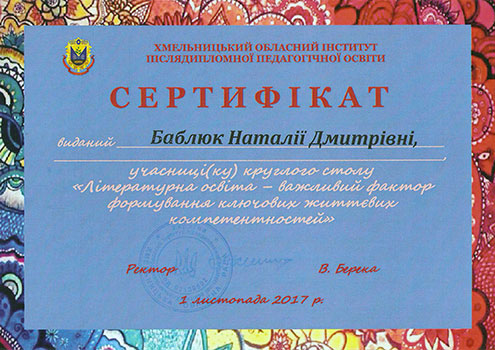 ХМЕЛЬНИЦЬКИЙ ОБЛАСНИЙ ІНСТИТУТ
ПІСЛЯДИПЛОМНОЇ ПЕДАГОГІЧНОЇ ОСВІТИ
СЕРТИФІКАТ
виданий Баблюк Наталії Дмитрівні,
учасниці(ку) круглого столу
«Літературна освіта – важливий фактор
формування ключових життєвих
компетентностей»
Ректор В. Берека
1 листопада 2017 р.